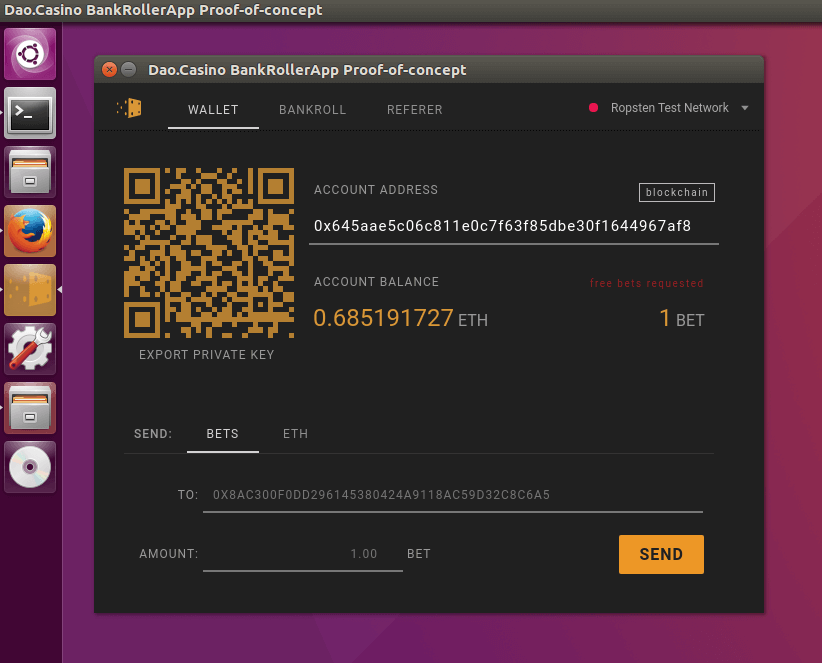 Dao.Casino BankRollerApp Proof-of-concept
Dao.Casino BankRollerApp Proof-of-concept
WALLET BANKROLL REFERER Ropsten Test Network
ACCOUNT ADDRESS blockchain
0x645aae5c06c811e0c7f63f85dbe30f1644967af8
ACCOUNT BALANCE free bets requested
0.685191727 ETH 1 BET
EXPORT PRIVATE KEY
SEND: BETS ETH
TO: 0X8AC300F0DD296145380424A9118AC59D32C8C6A5
AMOUNT: 1.00 BET SEND